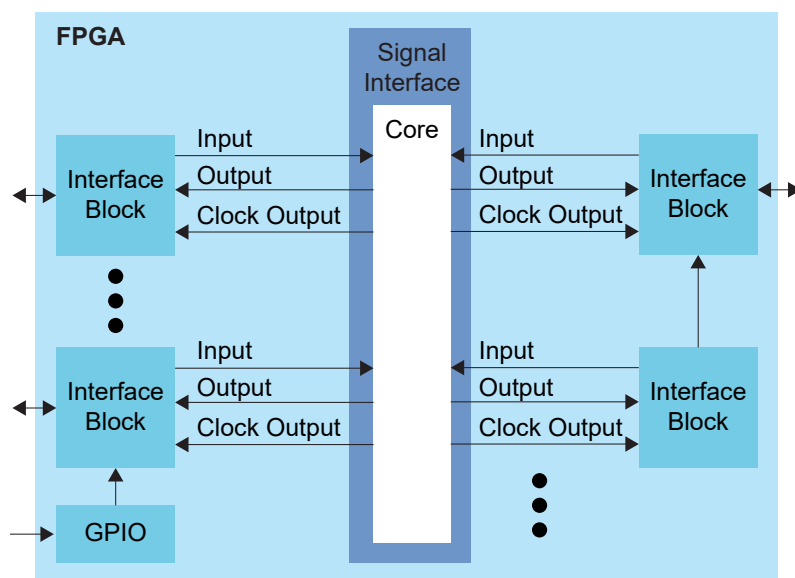 FPGA
Signal
Interface
Core
Input
Output
Clock Output
Interface
Block
Input
Output
Clock Output
Interface
Block
Input
Output
Clock Output
Interface
Block
Input
Output
Clock Output
Interface
Block
GPIO